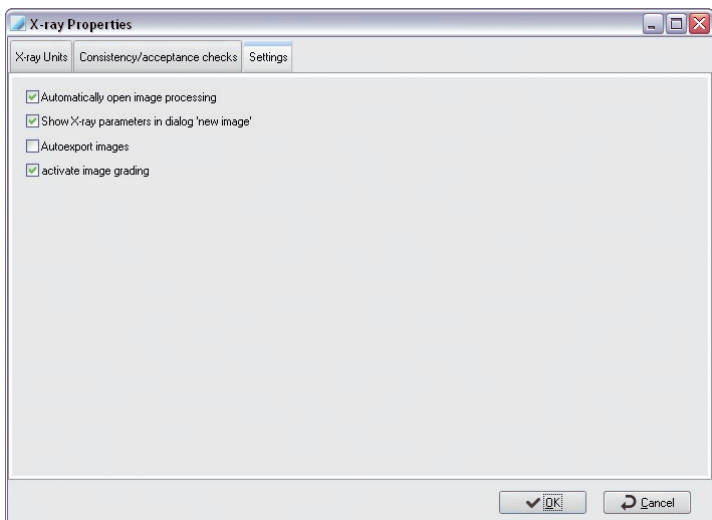 X-ray Properties
X-ray Units Consistency/acceptance checks Settings
Automatically open image processing
Show X-ray parameters in dialog 'new image'
Autoexport images
activate image grading
OK Cancel